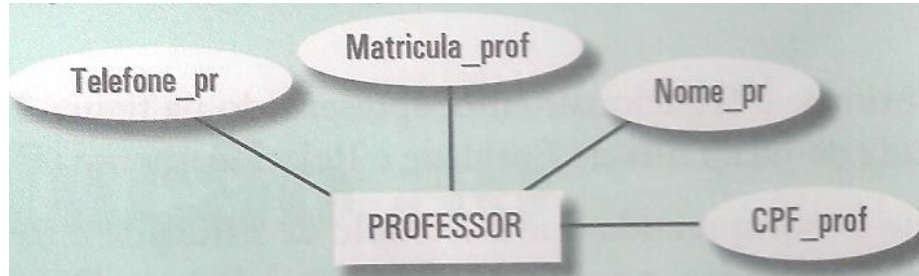 Matricula_prof
Telefone_pr
Nome_pr
PROFESSOR
CPF_prof